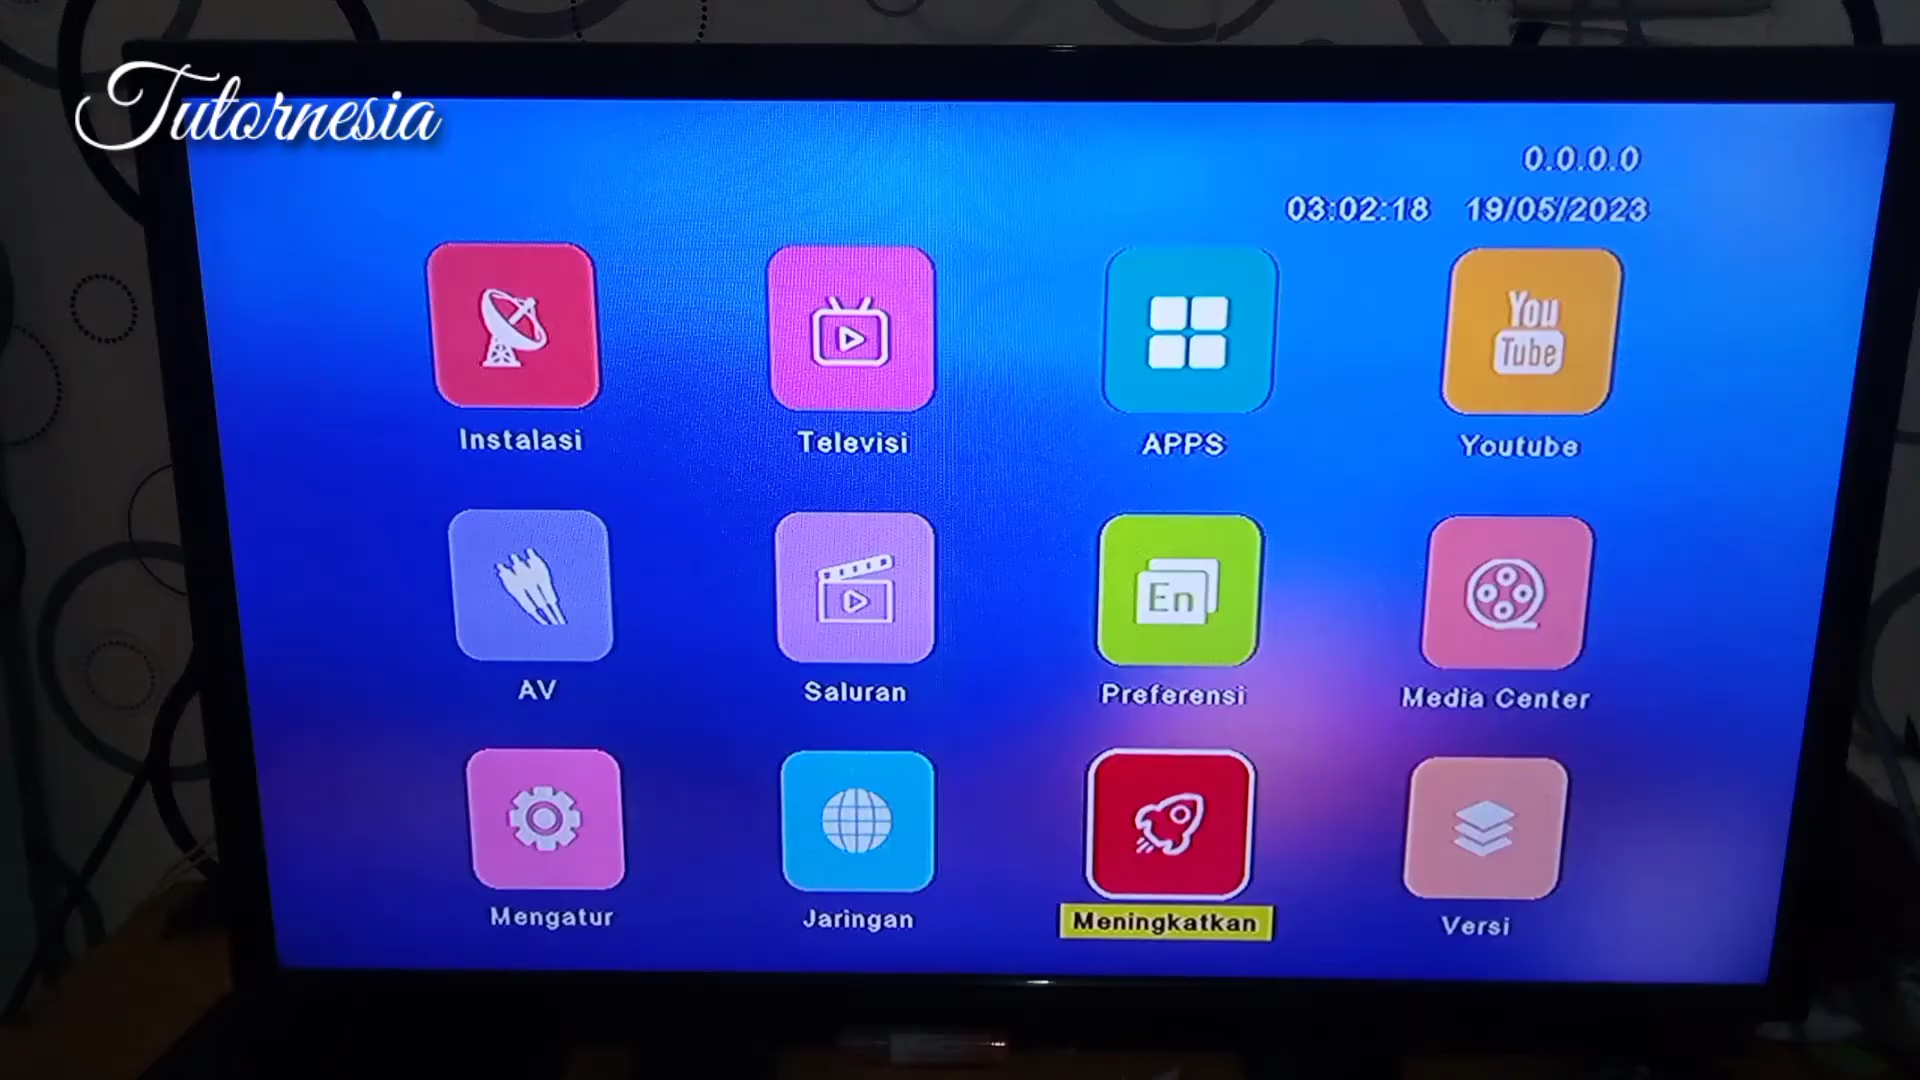 Tutornesia
0.0.0.0
03:02:18 19/05/2023
Instalasi Televisi APPS Youtube
You
Tube
AV Saluran Preferensi Media Center
En
Mengatur Jaringan Meningkatkan Versi